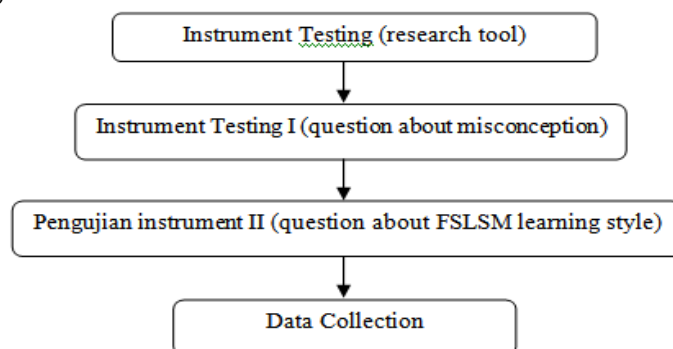 Instrument Testing (research tool)
Instrument Testing I (question about misconception)
Pengujian instrument II (question about FSLSM learning style)
Data Collection